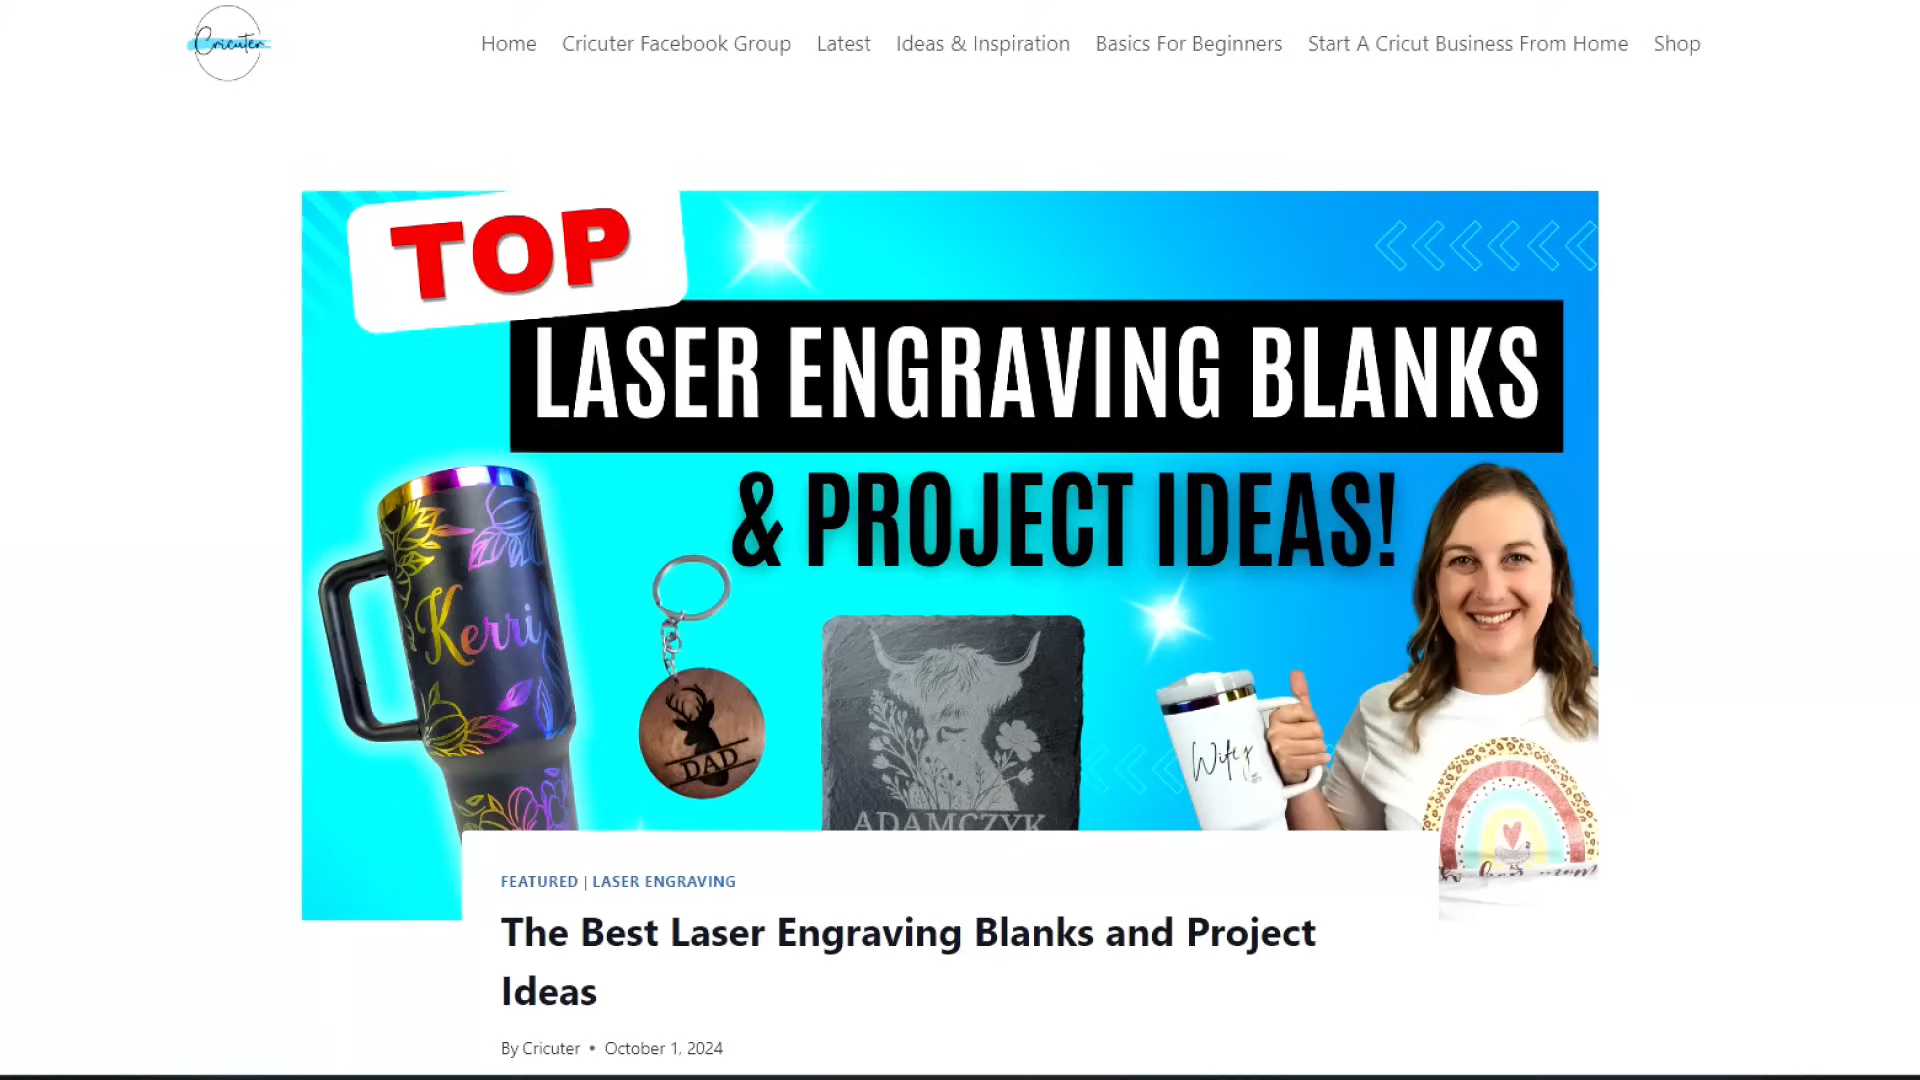 Cricuter
Home Cricuter Facebook Group Latest Ideas & Inspiration Basics For Beginners Start A Cricut Business From Home Shop
TOP
LASER ENGRAVING BLANKS
& PROJECT IDEAS!
Kerri
DAD
ADAMCZYK
Wifey
FEATURED | LASER ENGRAVING
The Best Laser Engraving Blanks and Project
Ideas
By Cricuter • October 1, 2024